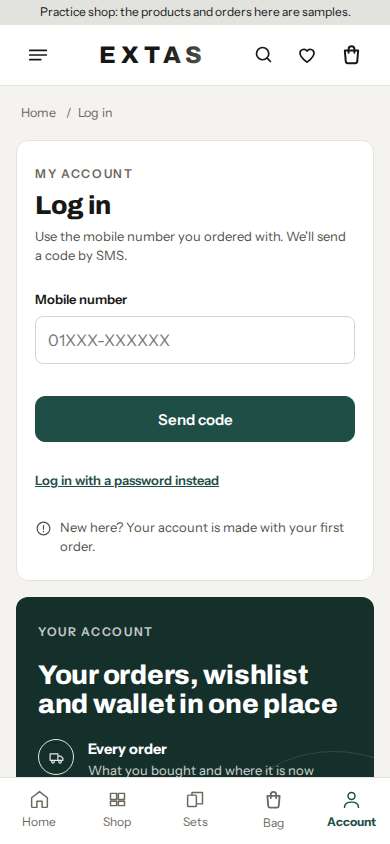 Practice shop: the products and orders here are samples.
EXTAS
Home / Log in
MY ACCOUNT
Log in
Use the mobile number you ordered with. We'll send
a code by SMS.
Mobile number
01XXX-XXXXXX
Send code
Log in with a password instead
New here? Your account is made with your first
order.
YOUR ACCOUNT
Your orders, wishlist
and wallet in one place
Every order
What you bought and where it is now
Home Shop Sets Bag Account